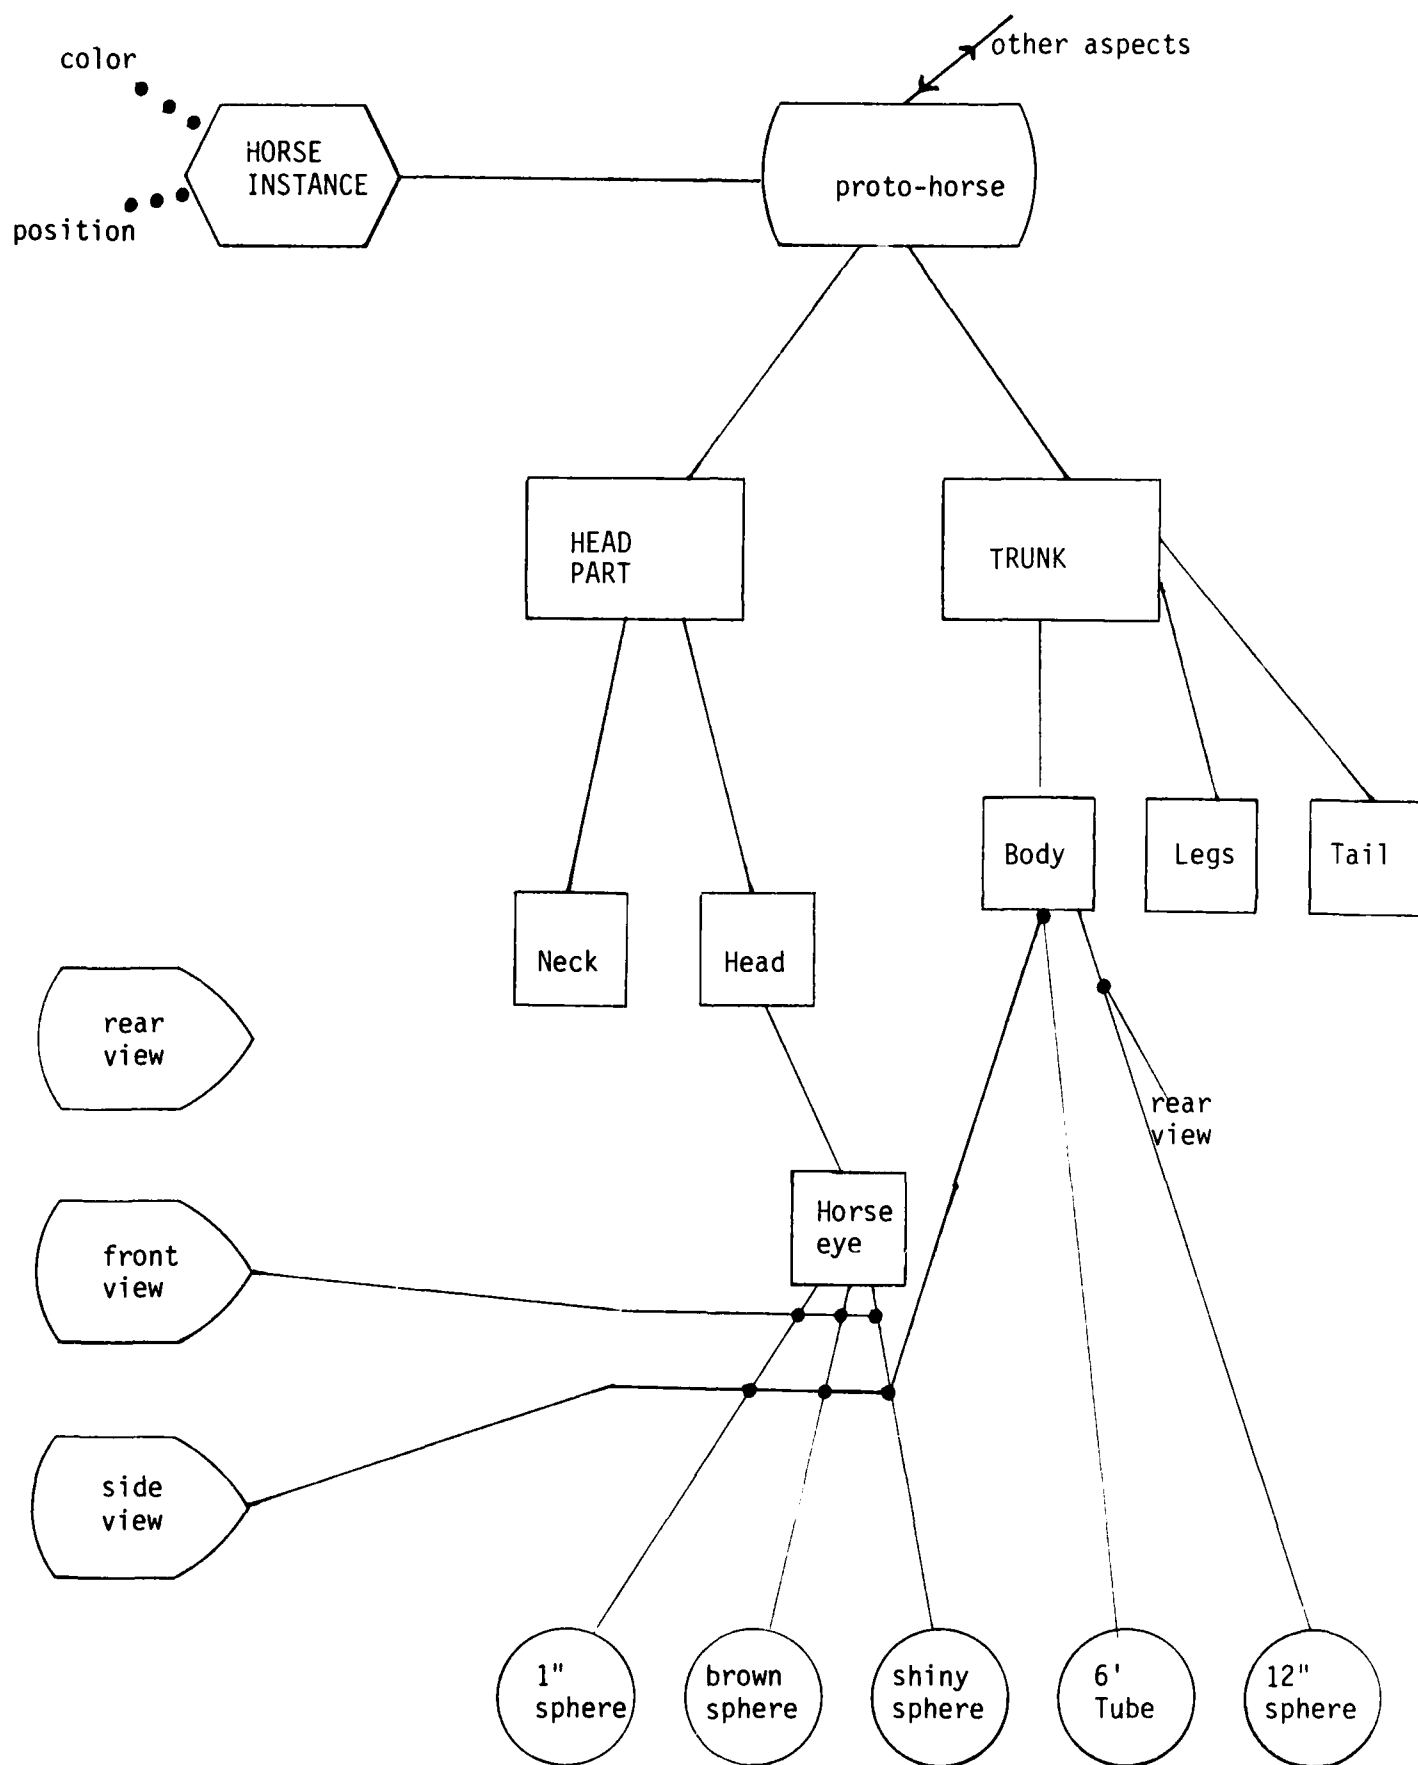 color
other aspects
HORSE
INSTANCE
proto-horse
position
HEAD
PART
TRUNK
Body
Legs
Tail
Neck
Head
rear
view
rear
view
Horse
eye
front
view
side
view
1"
sphere
brown
sphere
shiny
sphere
6'
Tube
12"
sphere